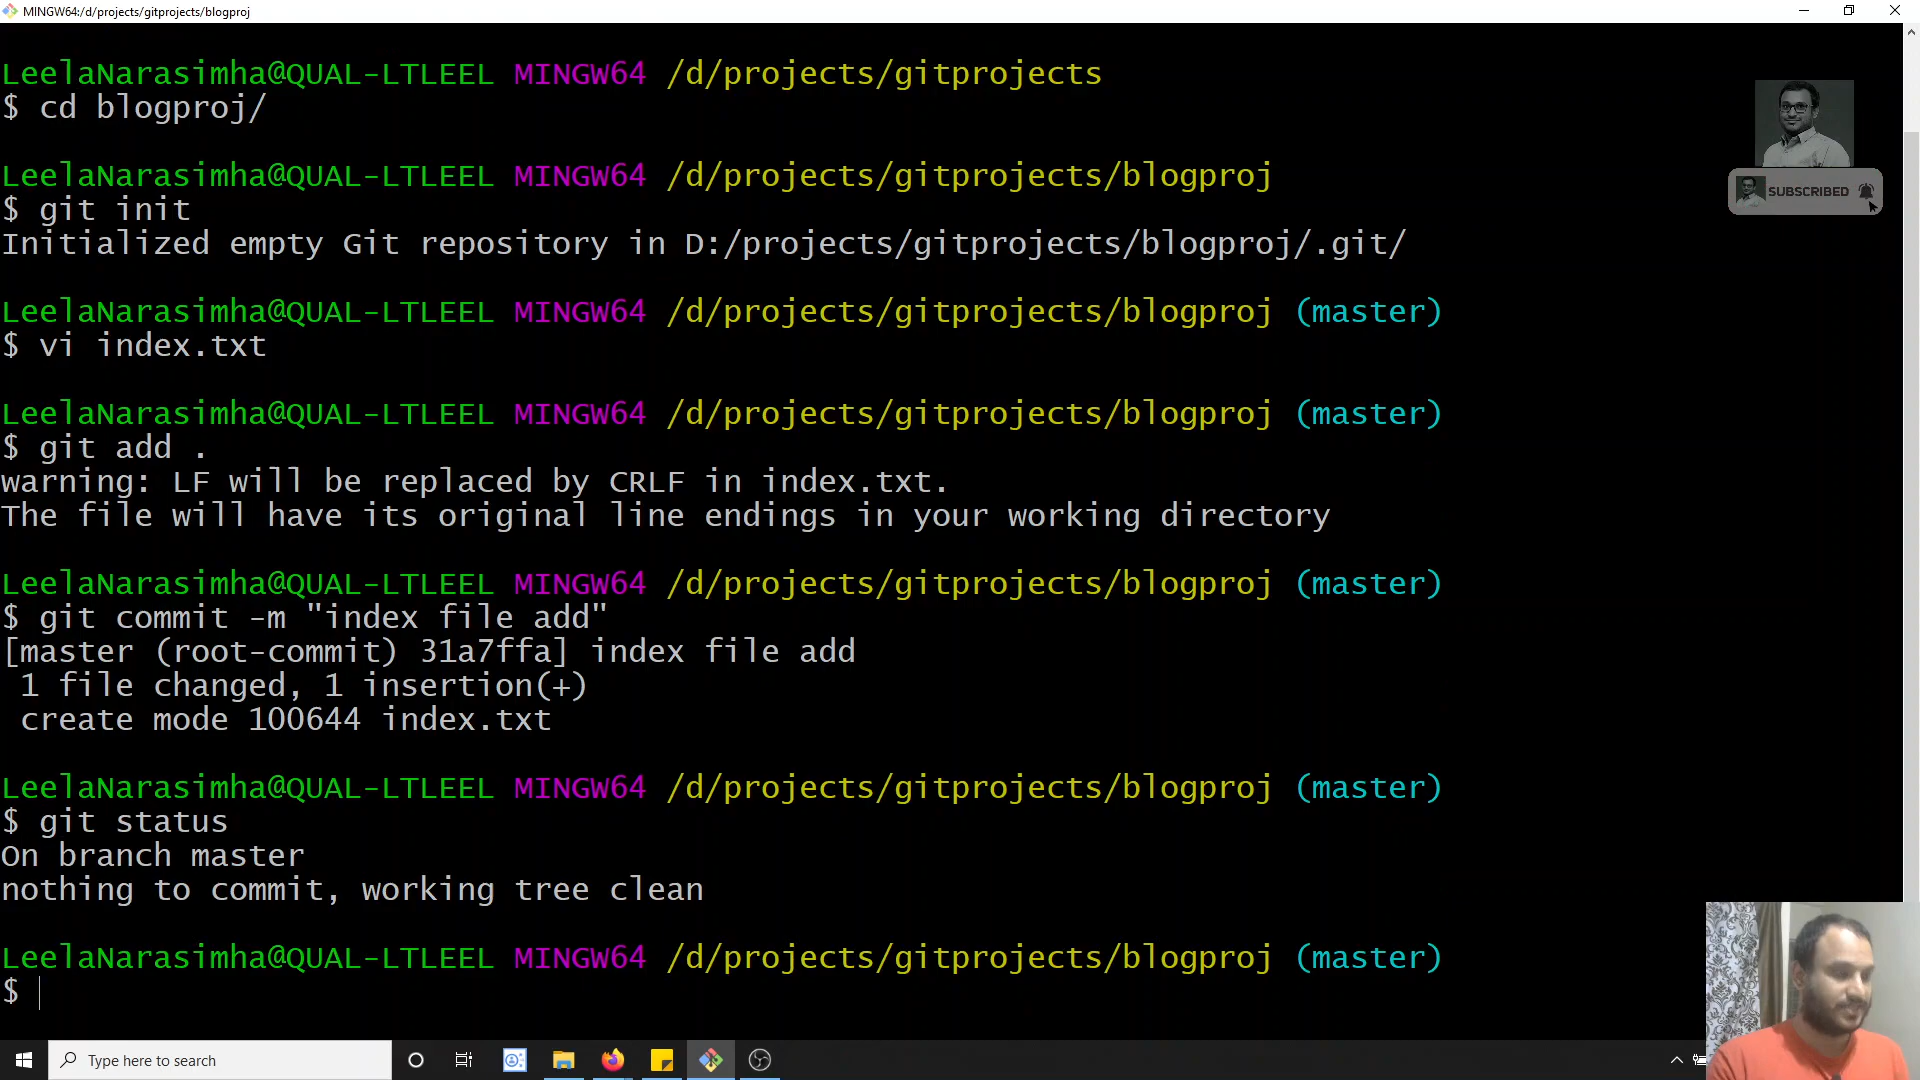 MINGW64:/d/projects/gitprojects/blogproj
LeelaNarasimha@QUAL-LTLEEL MINGW64 /d/projects/gitprojects
$ cd blogproj/
LeelaNarasimha@QUAL-LTLEEL MINGW64 /d/projects/gitprojects/blogproj
$ git init
Initialized empty Git repository in D:/projects/gitprojects/blogproj/.git/
LeelaNarasimha@QUAL-LTLEEL MINGW64 /d/projects/gitprojects/blogproj (master)
$ vi index.txt
LeelaNarasimha@QUAL-LTLEEL MINGW64 /d/projects/gitprojects/blogproj (master)
$ git add .
warning: LF will be replaced by CRLF in index.txt.
The file will have its original line endings in your working directory
LeelaNarasimha@QUAL-LTLEEL MINGW64 /d/projects/gitprojects/blogproj (master)
$ git commit -m "index file add"
[master (root-commit) 31a7ffa] index file add
 1 file changed, 1 insertion(+)
 create mode 100644 index.txt
LeelaNarasimha@QUAL-LTLEEL MINGW64 /d/projects/gitprojects/blogproj (master)
$ git status
On branch master
nothing to commit, working tree clean
LeelaNarasimha@QUAL-LTLEEL MINGW64 /d/projects/gitprojects/blogproj (master)
$
SUBSCRIBED
Type here to search